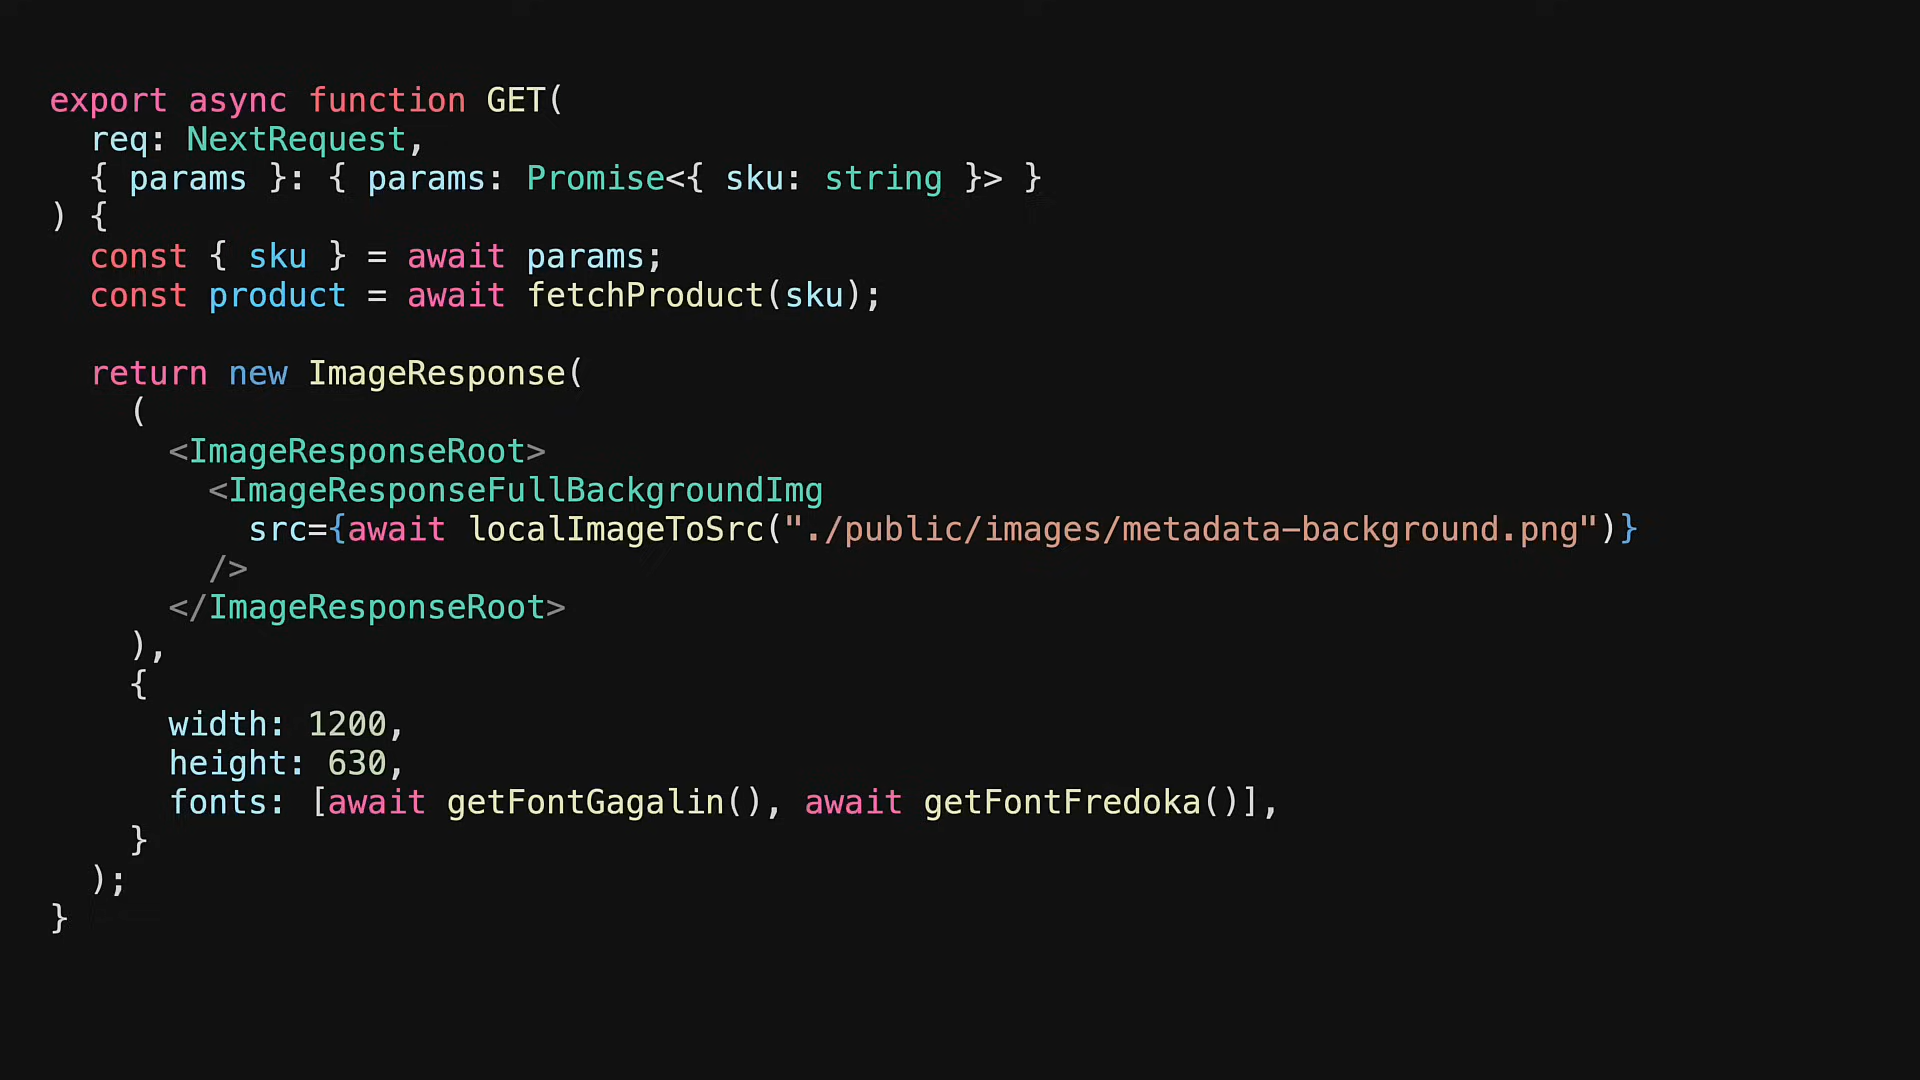 export async function GET(
  req: NextRequest,
  { params }: { params: Promise<{ sku: string }> }
) {
  const { sku } = await params;
  const product = await fetchProduct(sku);

  return new ImageResponse(
    (
      <ImageResponseRoot>
        <ImageResponseFullBackgroundImg
          src={await localImageToSrc("./public/images/metadata-background.png")}
        />
      </ImageResponseRoot>
    ),
    {
      width: 1200,
      height: 630,
      fonts: [await getFontGagalin(), await getFontFredoka()],
    }
  );
}